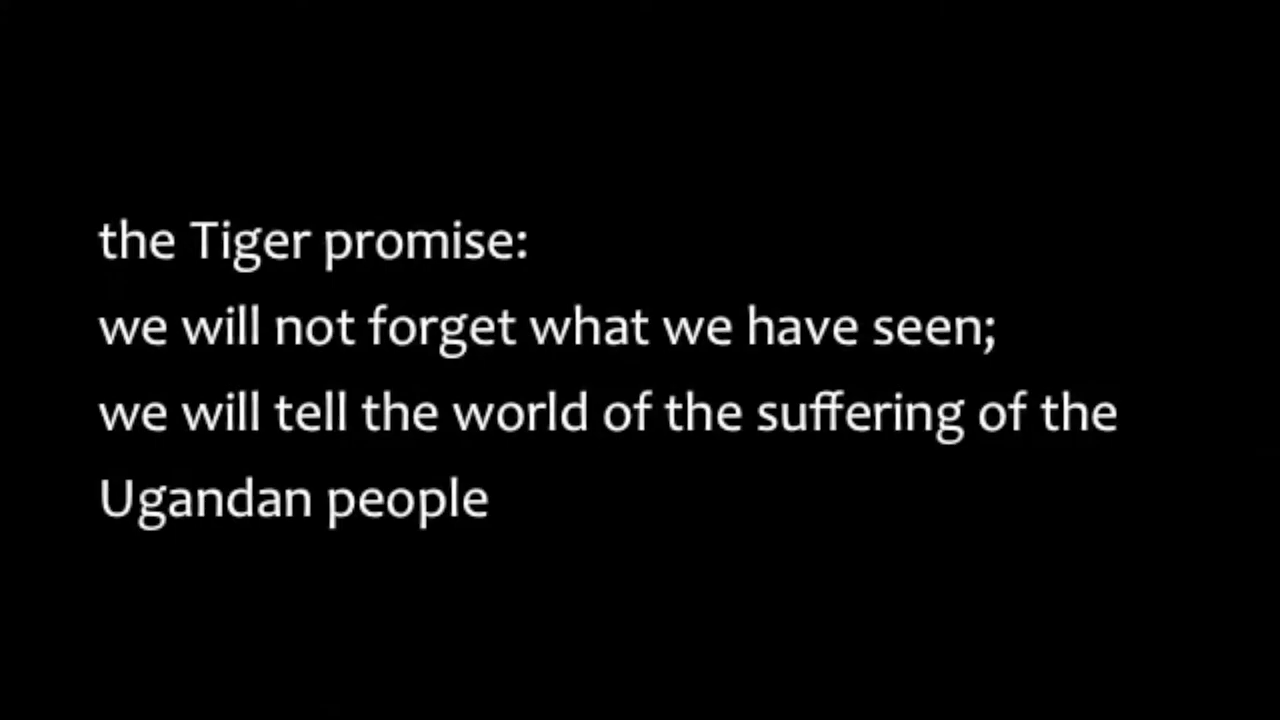 the Tiger promise:
we will not forget what we have seen;
we will tell the world of the suffering of the
Ugandan people